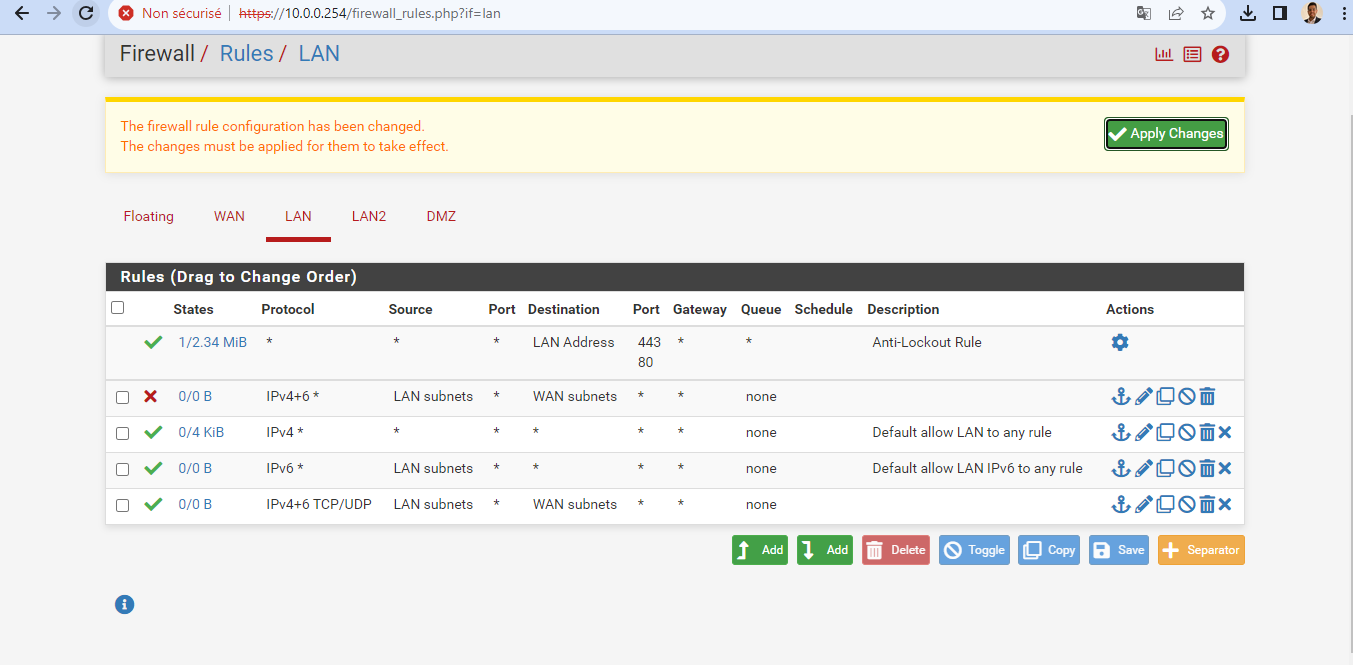 Non sécurisé https://10.0.0.254/firewall_rules.php?if=lan
Firewall / Rules / LAN
The firewall rule configuration has been changed.
The changes must be applied for them to take effect.
Apply Changes
Floating WAN LAN LAN2 DMZ
Rules (Drag to Change Order)
States Protocol Source Port Destination Port Gateway Queue Schedule Description Actions
1/2.34 MiB * * * LAN Address 443 * * Anti-Lockout Rule
80
0/0 B IPv4+6 * LAN subnets * WAN subnets * * none
0/4 KiB IPv4 * * * * * * none Default allow LAN to any rule
0/0 B IPv6 * LAN subnets * * * * none Default allow LAN IPv6 to any rule
0/0 B IPv4+6 TCP/UDP LAN subnets * WAN subnets * * none
Add Add Delete Toggle Copy Save Separator